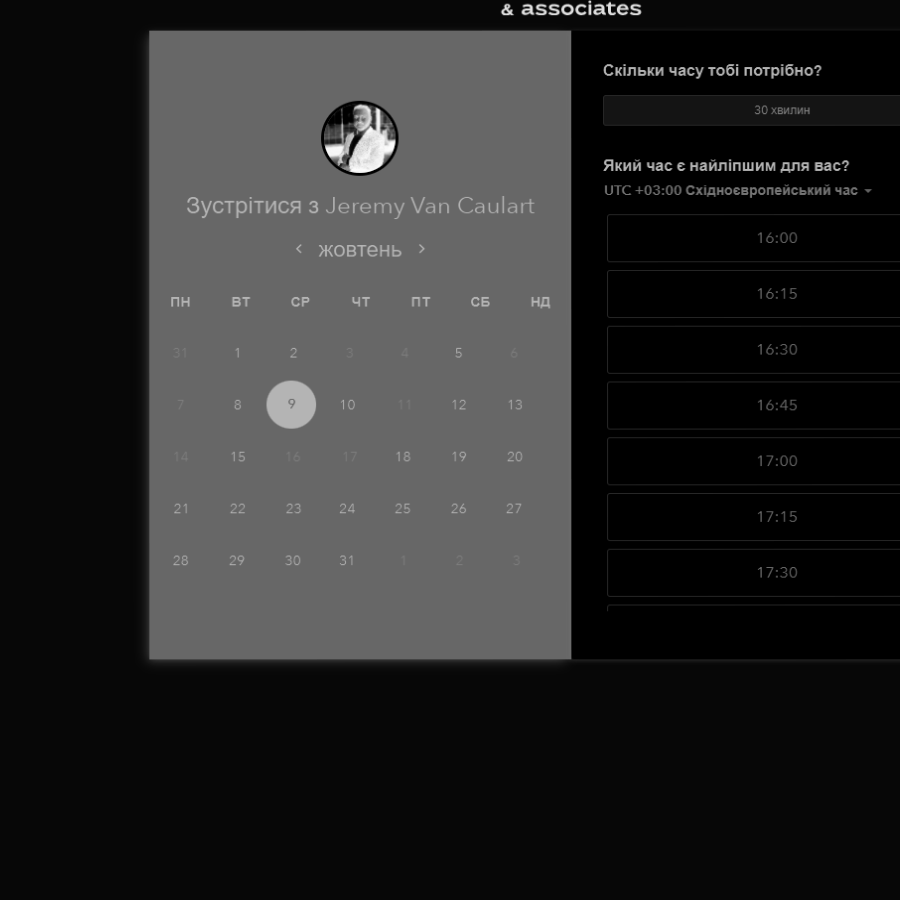 & associates
Зустрітися з Jeremy Van Caulart
жовтень
ПН ВТ СР ЧТ ПТ СБ НД
31 1 2 3 4 5 6
7 8 9 10 11 12 13
14 15 16 17 18 19 20
21 22 23 24 25 26 27
28 29 30 31 1 2 3
Скільки часу тобі потрібно?
30 хвилин
Який час є найліпшим для вас?
UTC +03:00 Східноєвропейський час
16:00
16:15
16:30
16:45
17:00
17:15
17:30